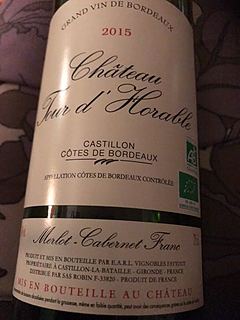 GRAND VIN DE BORDEAUX
2015
Château
Tour d'Horable
CASTILLON
CÔTES DE BORDEAUX
APPELLATION CÔTES DE BORDEAUX CONTRÔLÉE
AB
Merlot-Cabernet Franc
PRODUIT ET MIS EN BOUTEILLE PAR E.A.R.L VIGNOBLES
PROPRIÉTAIRE À CASTILLON-LA-BATAILLE - GIRONDE - FRANCE
DISTRIBUÉ PAR SAS ROBIN F-33820 - PRODUIT DE FRANCE
MIS EN BOUTEILLE AU CHÂTEAU